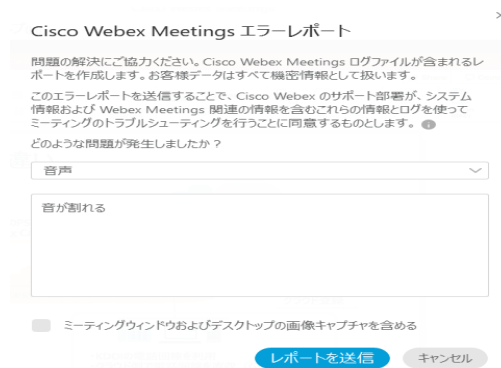 Cisco Webex Meetings エラーレポート
問題の解決にご協力ください。Cisco Webex Meetings ログファイルが含まれるレ
ポートを作成します。お客様データはすべて機密情報として扱います。
このエラーレポートを送信することで、Cisco Webex のサポート部署が、システム
情報および Webex Meetings 関連の情報を含むこれらの情報とログを使って
ミーティングのトラブルシューティングを行うことに同意するものとします。
どのような問題が発生しましたか？
音声
音が割れる
ミーティングウィンドウおよびデスクトップの画像キャプチャを含める
レポートを送信
キャンセル